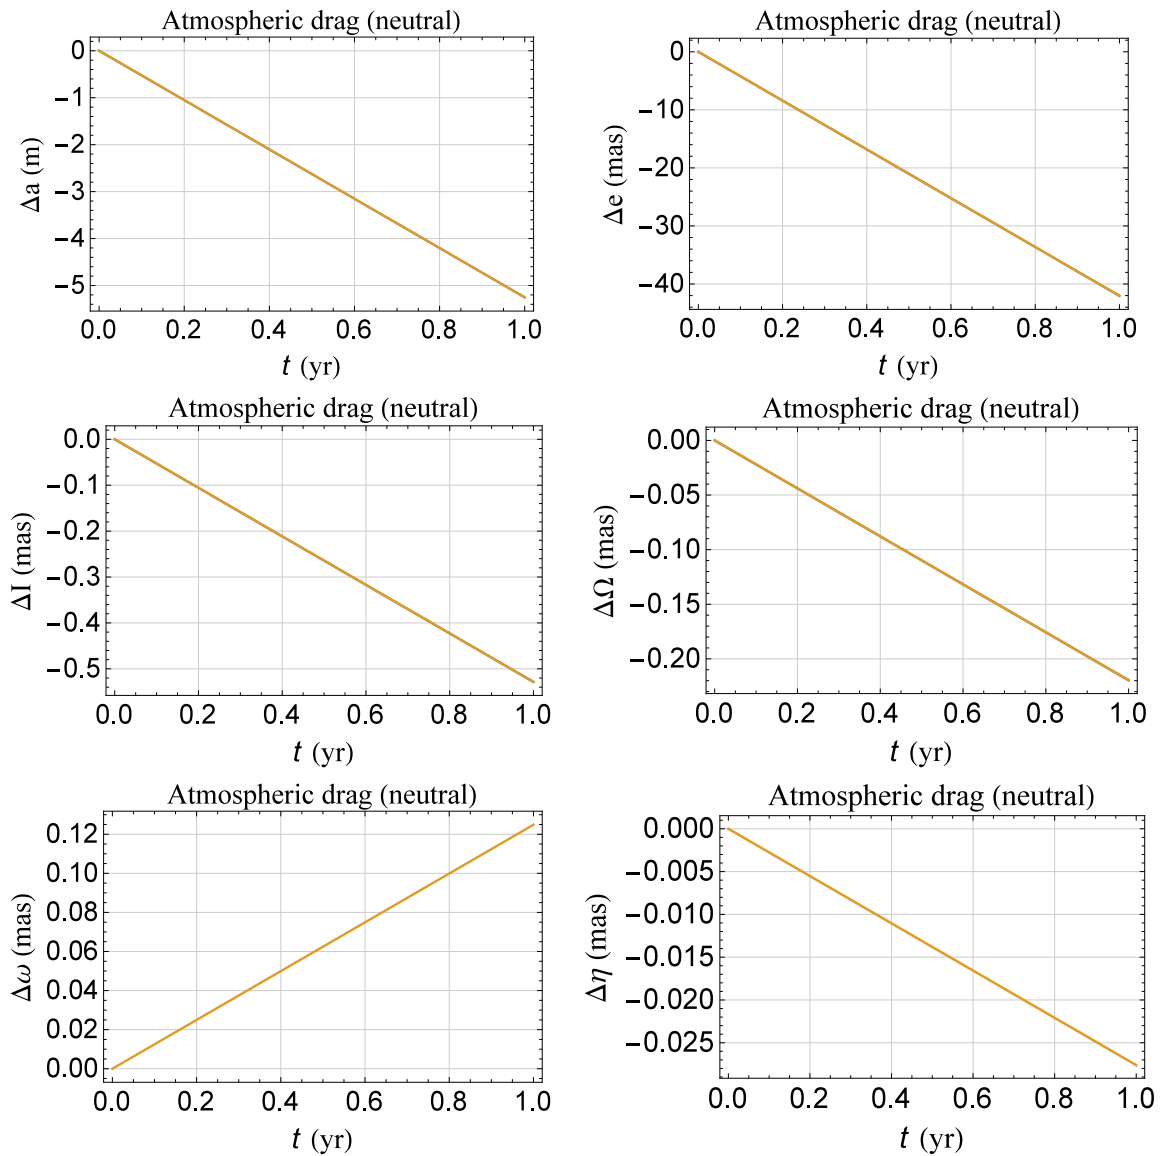 Atmospheric drag (neutral)
0
−1
−2
−3
−4
−5
Δa (m)
0.0 0.2 0.4 0.6 0.8 1.0
t (yr)
Atmospheric drag (neutral)
0
−10
−20
−30
−40
Δe (mas)
0.0 0.2 0.4 0.6 0.8 1.0
t (yr)
Atmospheric drag (neutral)
0.0
−0.1
−0.2
−0.3
−0.4
−0.5
ΔI (mas)
0.0 0.2 0.4 0.6 0.8 1.0
t (yr)
Atmospheric drag (neutral)
0.00
−0.05
−0.10
−0.15
−0.20
ΔΩ (mas)
0.0 0.2 0.4 0.6 0.8 1.0
t (yr)
Atmospheric drag (neutral)
0.12
0.10
0.08
0.06
0.04
0.02
0.00
Δω (mas)
0.0 0.2 0.4 0.6 0.8 1.0
t (yr)
Atmospheric drag (neutral)
0.000
−0.005
−0.010
−0.015
−0.020
−0.025
Δη (mas)
0.0 0.2 0.4 0.6 0.8 1.0
t (yr)